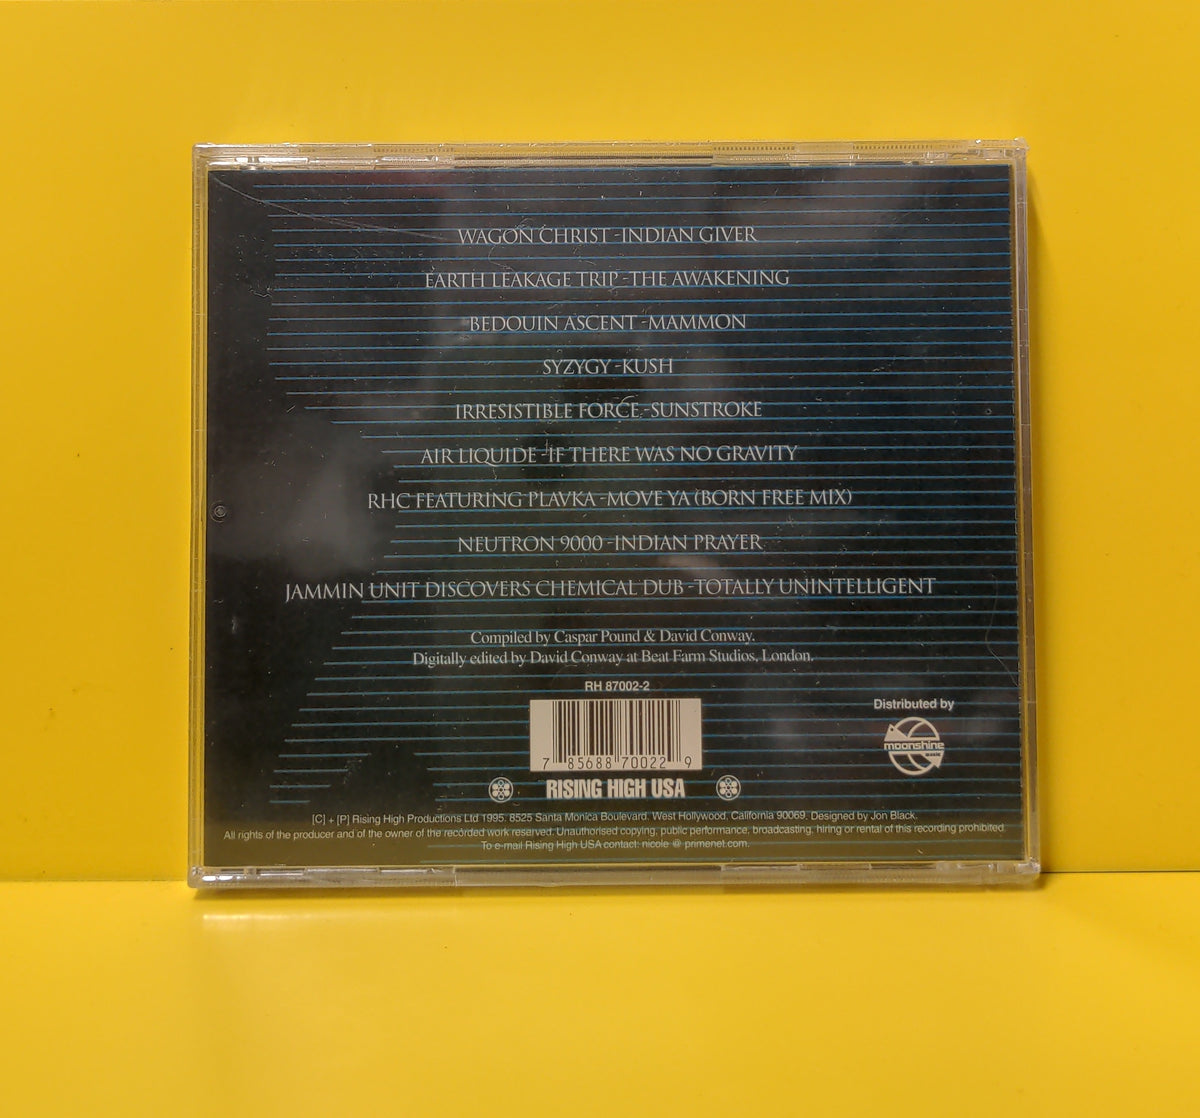 WAGON CHRIST -INDIAN GIVER
EARTH LEAKAGE TRIP -THE AWAKENING
BEDOUIN ASCENT -MAMMON
SYZYGY -KUSH
IRRESISTIBLE FORCE -SUNSTROKE
AIR LIQUIDE -IF THERE WAS NO GRAVITY
RHC FEATURING PLAVKA -MOVE YA (BORN FREE MIX)
NEUTRON 9000 -INDIAN PRAYER
JAMMIN UNIT DISCOVERS CHEMICAL DUB -TOTALLY UNINTELLIGENT
Compiled by Caspar Pound & David Conway.
Digitally edited by David Conway at Beat Farm Studios, London.
RH 87002-2
7 85688 70022 9
Distributed by
moonshine
music
RISING HIGH USA
[C] + [P] Rising High Productions Ltd 1995. 8525 Santa Monica Boulevard. West Hollywood, California 90069. Designed by Jon Black.
All rights of the producer and of the owner of the recorded work reserved. Unauthorised copying, public performance, broadcasting, hiring or rental of this recording prohibited.
To e-mail Rising High USA contact: nicole @ primenet.com.